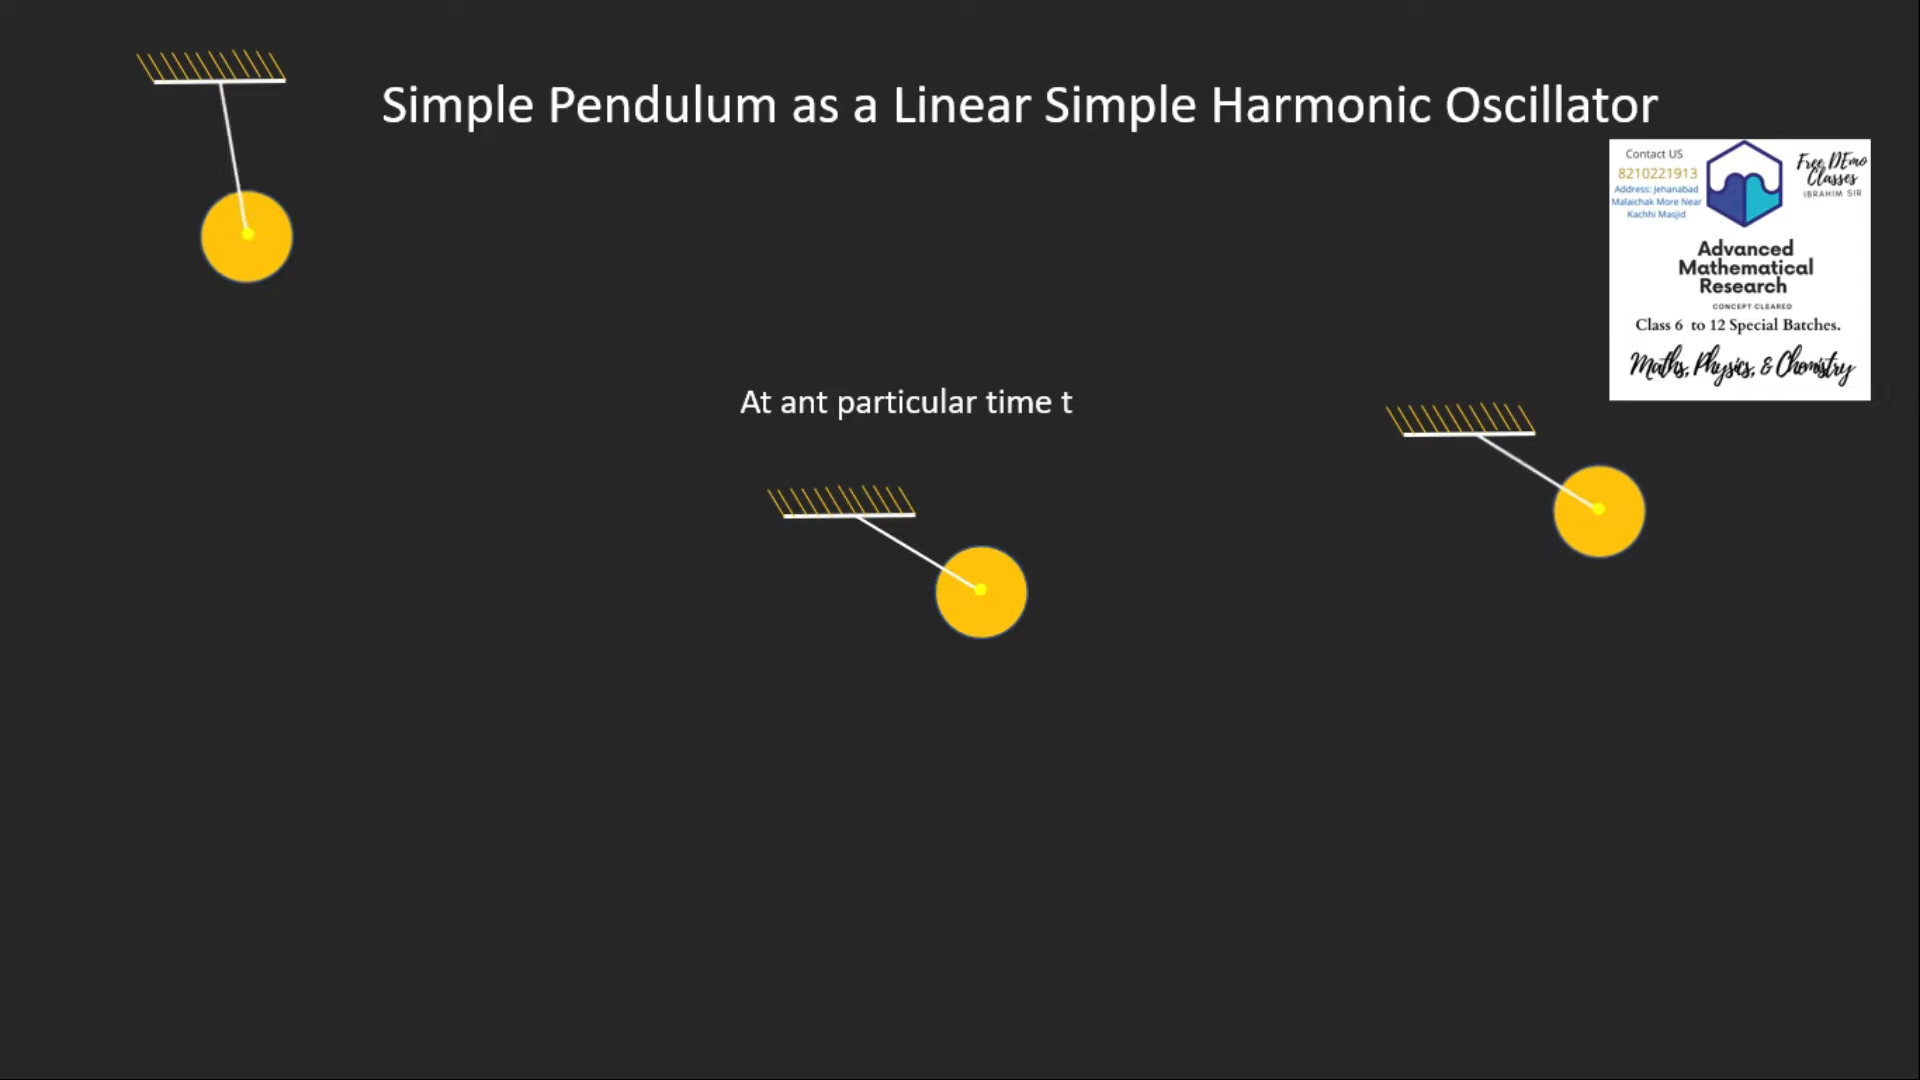 Simple Pendulum as a Linear Simple Harmonic Oscillator
Contact US
8210221913
Address: Jehanabad
Malaichak More Near
Kachhi Masjid
Free DEmo
Classes
IBRAHIM SIR
Advanced
Mathematical
Research
CONCEPT CLEARED
Class 6 to 12 Special Batches.
Maths, Physics, & Chemistry
At ant particular time t